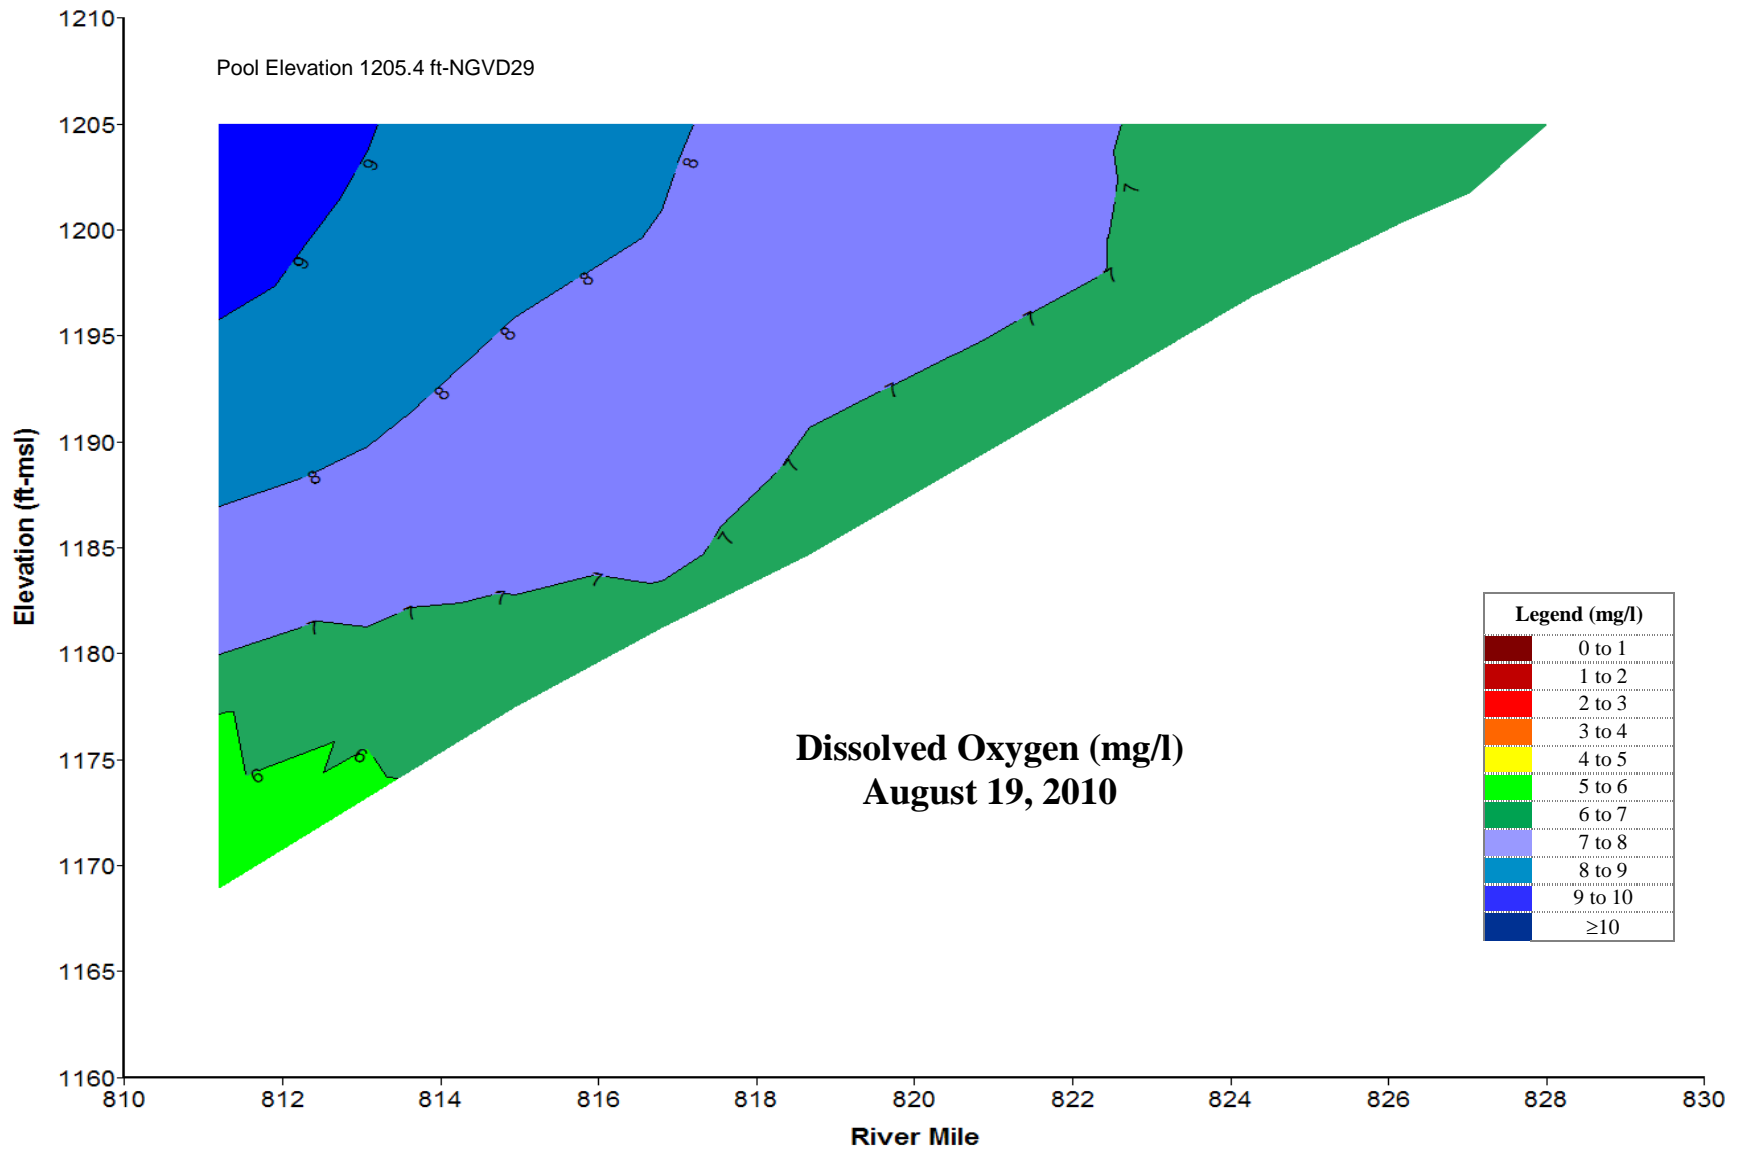 1210
Pool Elevation 1205.4 ft-NGVD29
1205
1200
1195
1190
1185
1180
1175
1170
1165
1160
Elevation (ft-msl)
9
9
8
8
8
8
8
7
7
7
7
7
7
7
7
7
7
6
6
Dissolved Oxygen (mg/l)
August 19, 2010
Legend (mg/l)
0 to 1
1 to 2
2 to 3
3 to 4
4 to 5
5 to 6
6 to 7
7 to 8
8 to 9
9 to 10
≥10
810 812 814 816 818 820 822 824 826 828 830
River Mile